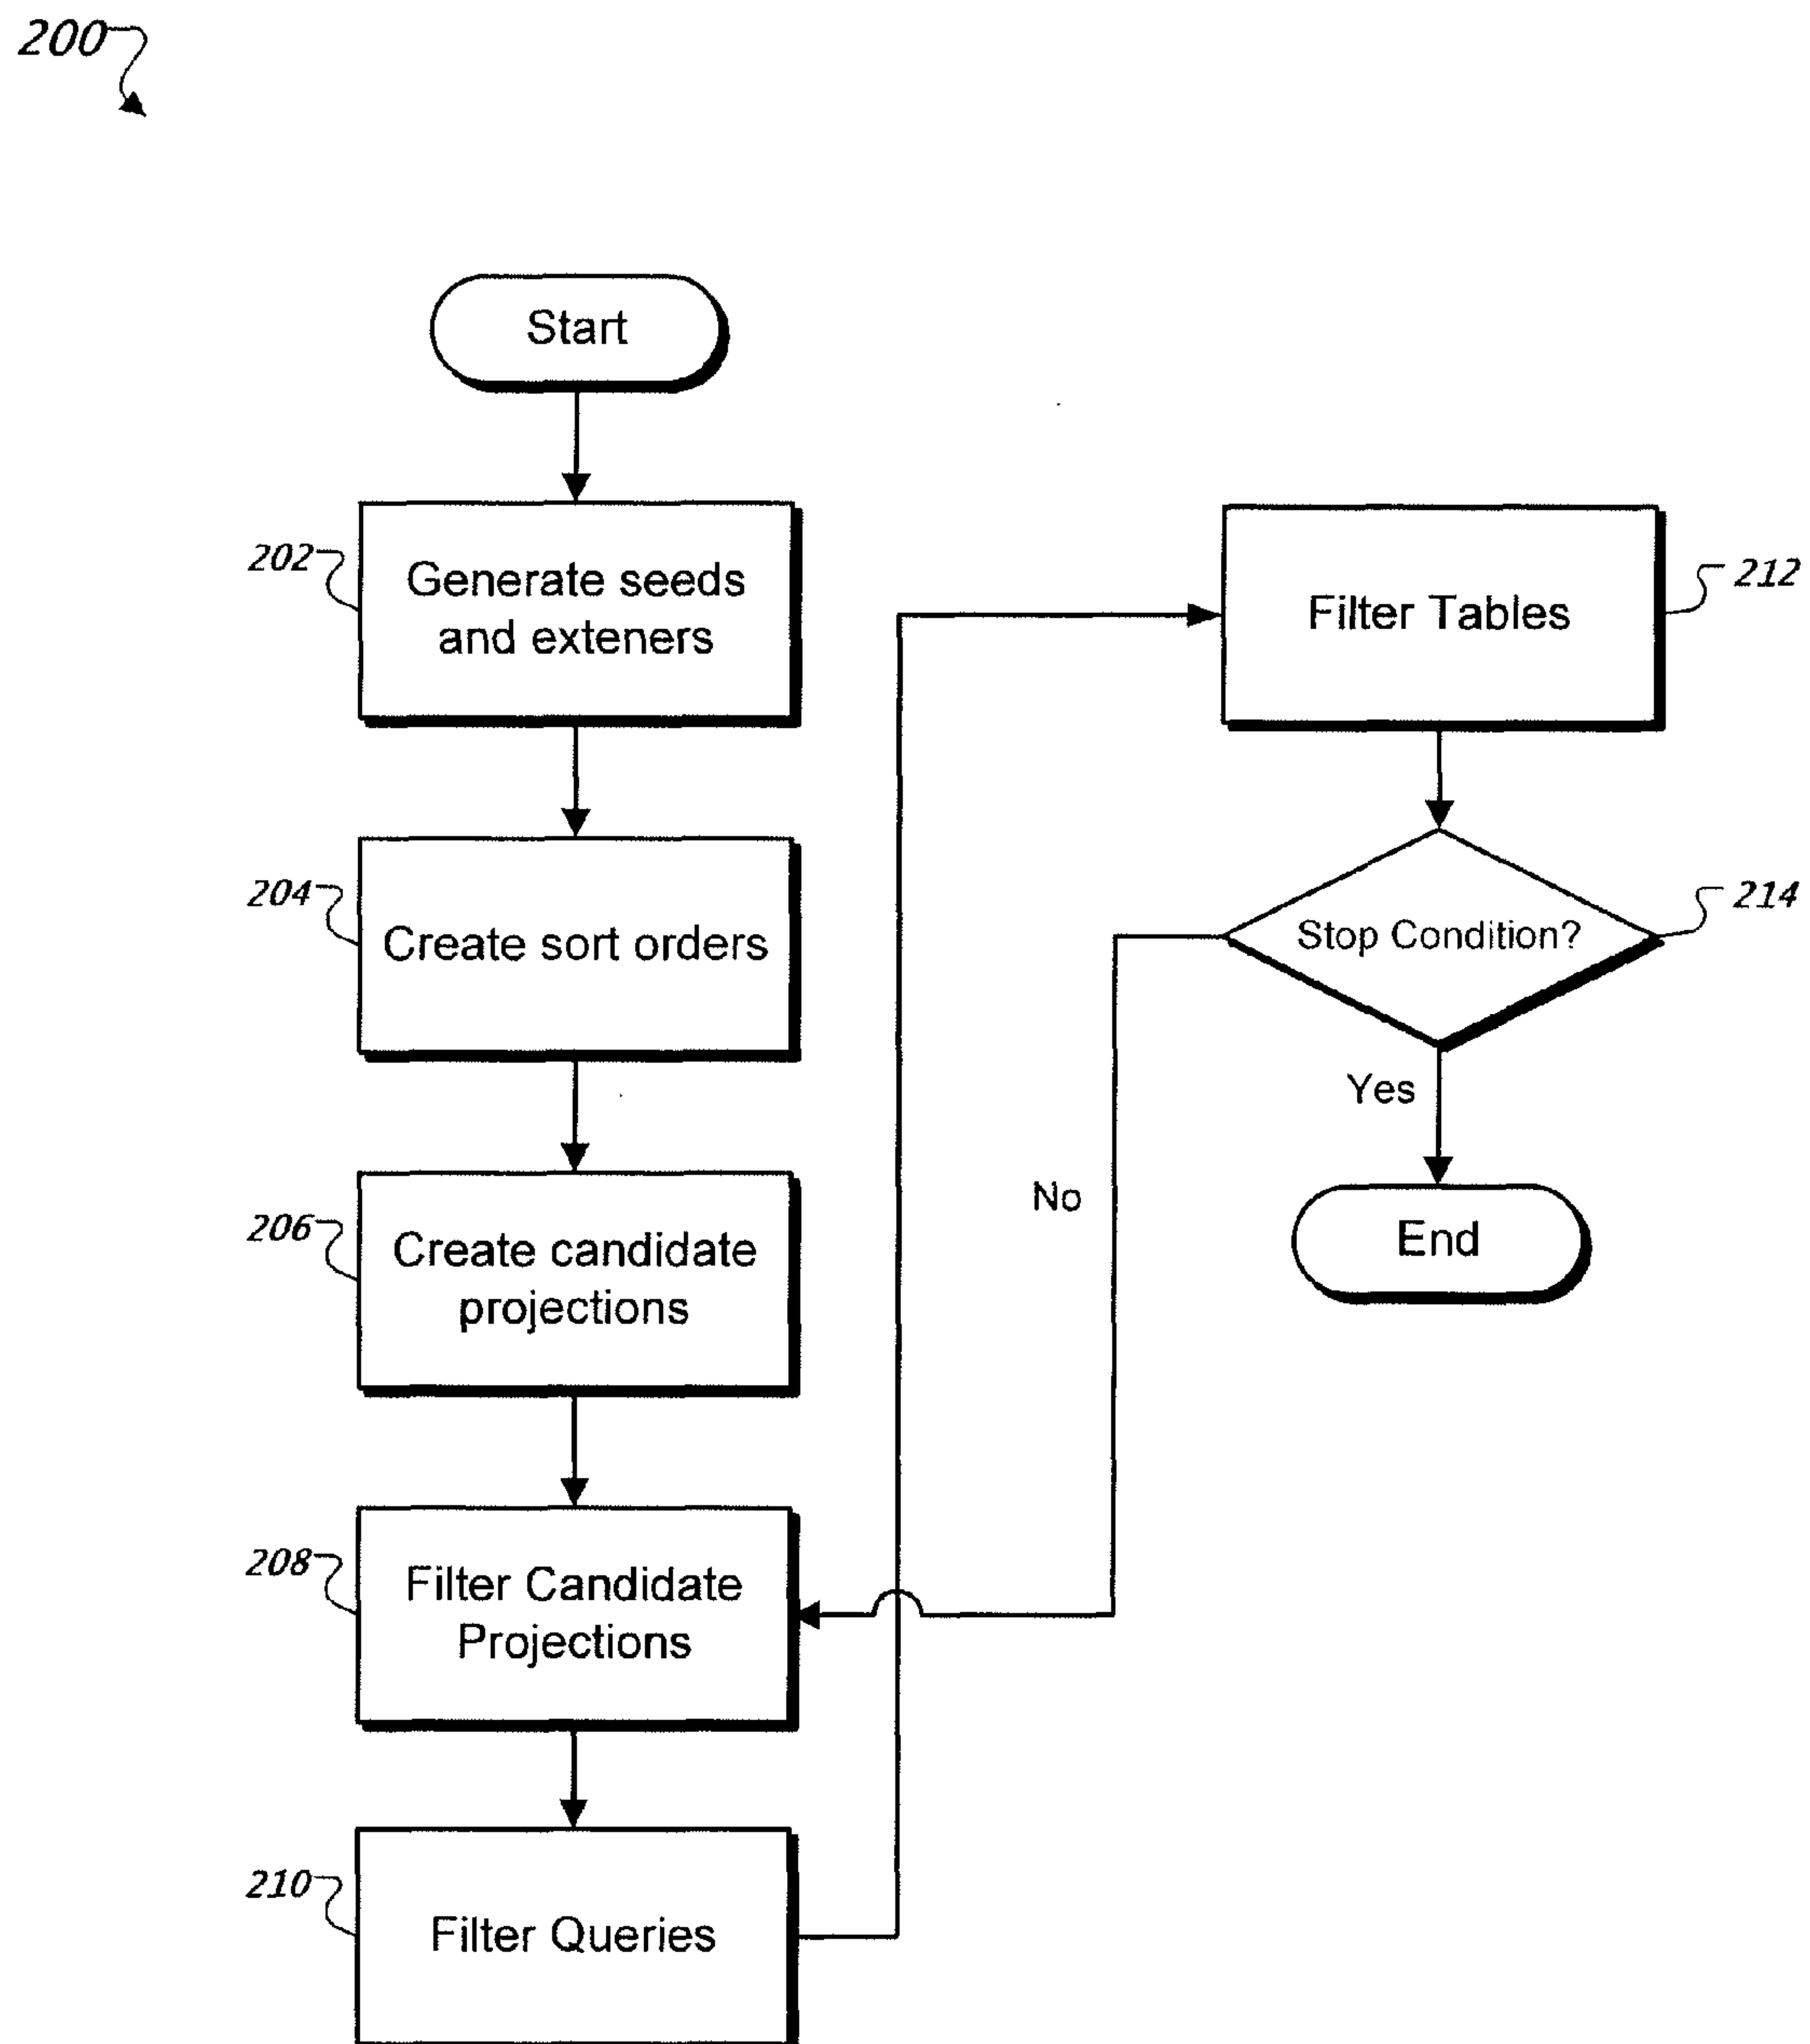 200
Start
202
Generate seeds
and exteners
204
Create sort orders
206
Create candidate
projections
208
Filter Candidate
Projections
210
Filter Queries
Filter Tables
212
Stop Condition?
214
Yes
No
End